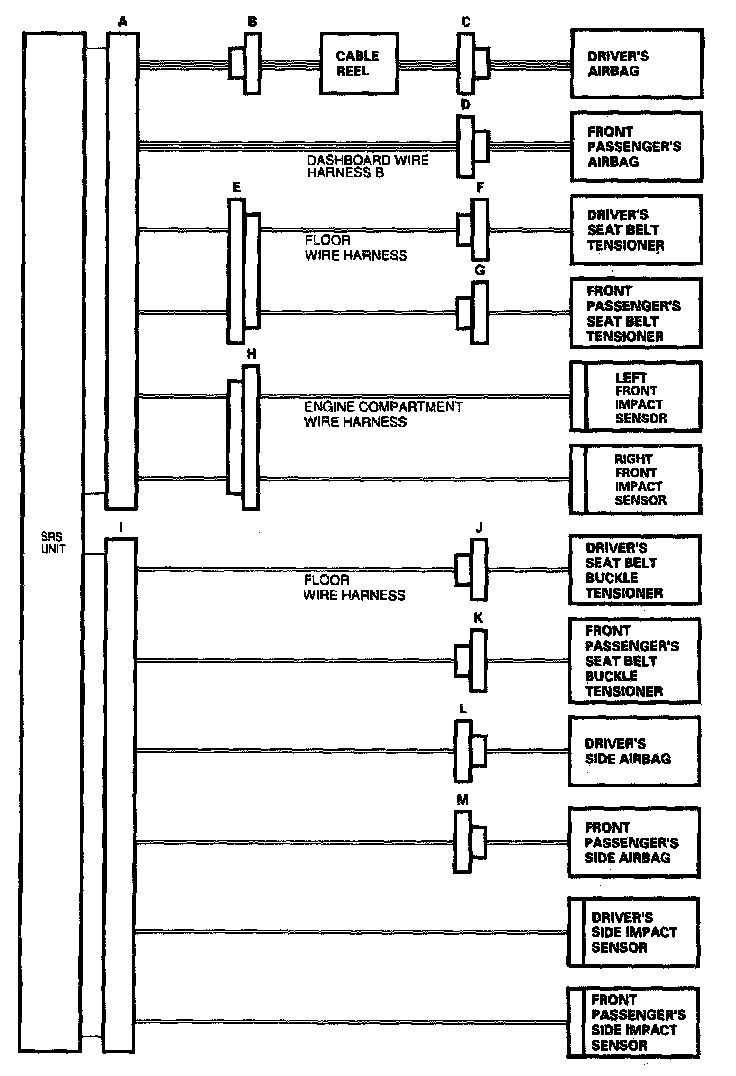 A
B
C
CABLE
REEL
DRIVER'S
AIRBAG
D
DASHBOARD WIRE
HARNESS B
FRONT
PASSENGER'S
AIRBAG
E
F
FLOOR
WIRE HARNESS
DRIVER'S
SEAT BELT
TENSIONER
G
FRONT
PASSENGER'S
SEAT BELT
TENSIONER
H
ENGINE COMPARTMENT
WIRE HARNESS
LEFT
FRONT
IMPACT
SENSOR
RIGHT
FRONT
IMPACT
SENSOR
SRS
UNIT
I
J
FLOOR
WIRE HARNESS
DRIVER'S
SEAT BELT
BUCKLE
TENSIONER
K
FRONT
PASSENGER'S
SEAT BELT
BUCKLE
TENSIONER
L
DRIVER'S
SIDE AIRBAG
M
FRONT
PASSENGER'S
SIDE AIRBAG
DRIVER'S
SIDE IMPACT
SENSOR
FRONT
PASSENGER'S
SIDE IMPACT
SENSOR